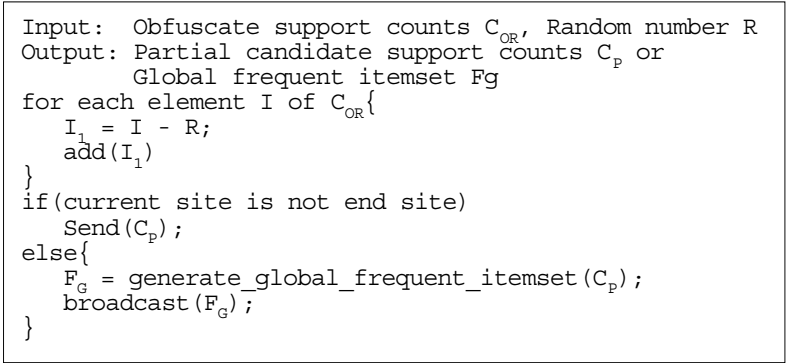 Input:  Obfuscate support counts C_OR, Random number R
Output: Partial candidate support counts C_P or
        Global frequent itemset Fg
for each element I of C_OR{
   I_1 = I - R;
   add(I_1)
}
if(current site is not end site)
   Send(C_P);
else{
   F_G = generate_global_frequent_itemset(C_P);
   broadcast(F_G);
}